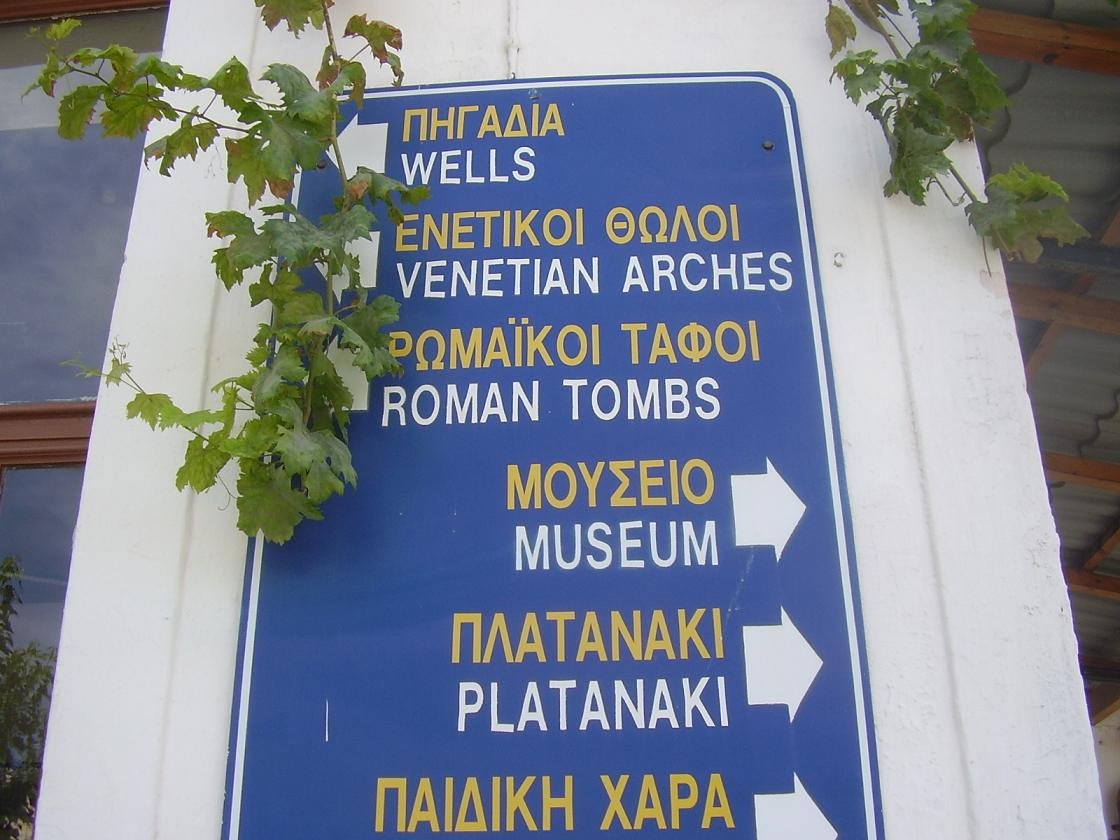 ΠΗΓΑΔΙΑ
WELLS
ΕΝΕΤΙΚΟΙ ΘΩΛΟΙ
VENETIAN ARCHES
ΡΩΜΑΪΚΟΙ ΤΑΦΟΙ
ROMAN TOMBS
ΜΟΥΣΕΙΟ
MUSEUM
ΠΛΑΤΑΝΑΚΙ
PLATANAKI
ΠΑΙΔΙΚΗ ΧΑΡΑ